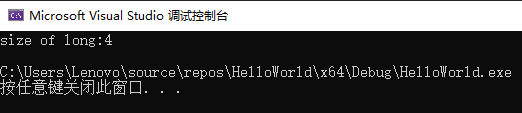 Microsoft Visual Studio 调试控制台
size of long:4
C:\Users\Lenovo\source\repos\HelloWorld\x64\Debug\HelloWorld.exe
按任意键关闭此窗口. . .